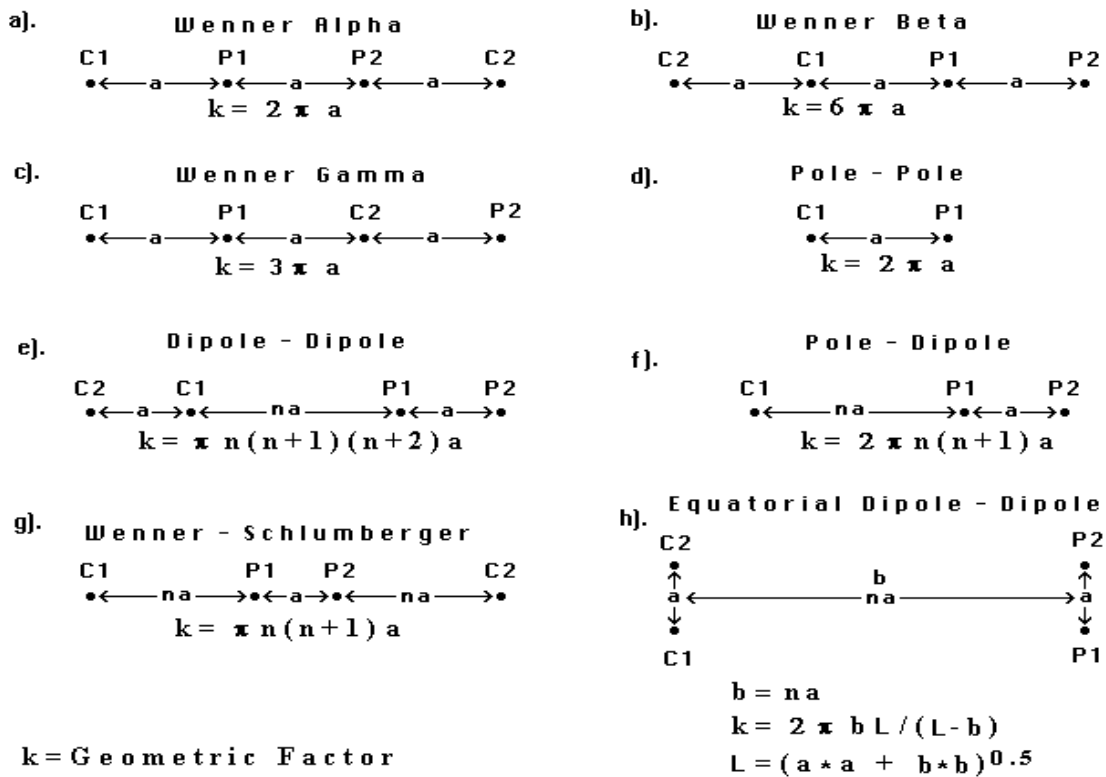 a). Wenner Alpha
C1 P1 P2 C2
a a a
k = 2 π a
b). Wenner Beta
C2 C1 P1 P2
a a a
k=6 π a
c). Wenner Gamma
C1 P1 C2 P2
a a a
k = 3 π a
d). Pole - Pole
C1 P1
a
k = 2 π a
e). Dipole - Dipole
C2 C1 P1 P2
a na a
k = π n(n+1)(n+2)a
f). Pole - Dipole
C1 P1 P2
na a
k = 2 π n(n+1)a
g). Wenner - Schlumberger
C1 P1 P2 C2
na a na
k = π n(n+1)a
h). Equatorial Dipole - Dipole
C2 P2
b
a na a
C1 P1
b = na
k = 2 π bL/(L-b)
L=(a*a + b*b)^0.5
k=Geometric Factor